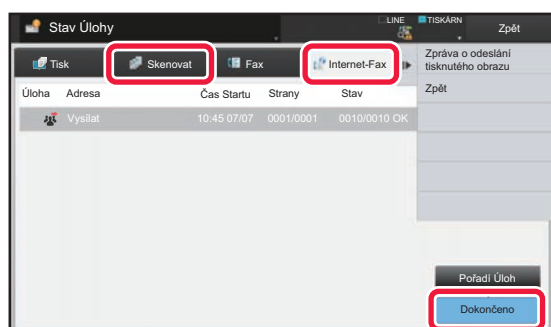 Stav Úlohy
LINE
TISKÁRN
Zpět
Tisk
Skenovat
Fax
Internet-Fax
Zpráva o odeslání
tisknutého obrazu
Zpět
Úloha Adresa Čas Startu Strany Stav
Vysílat 10:45 07/07 0001/0001 0010/0010 OK
Pořadí Úloh
Dokončeno